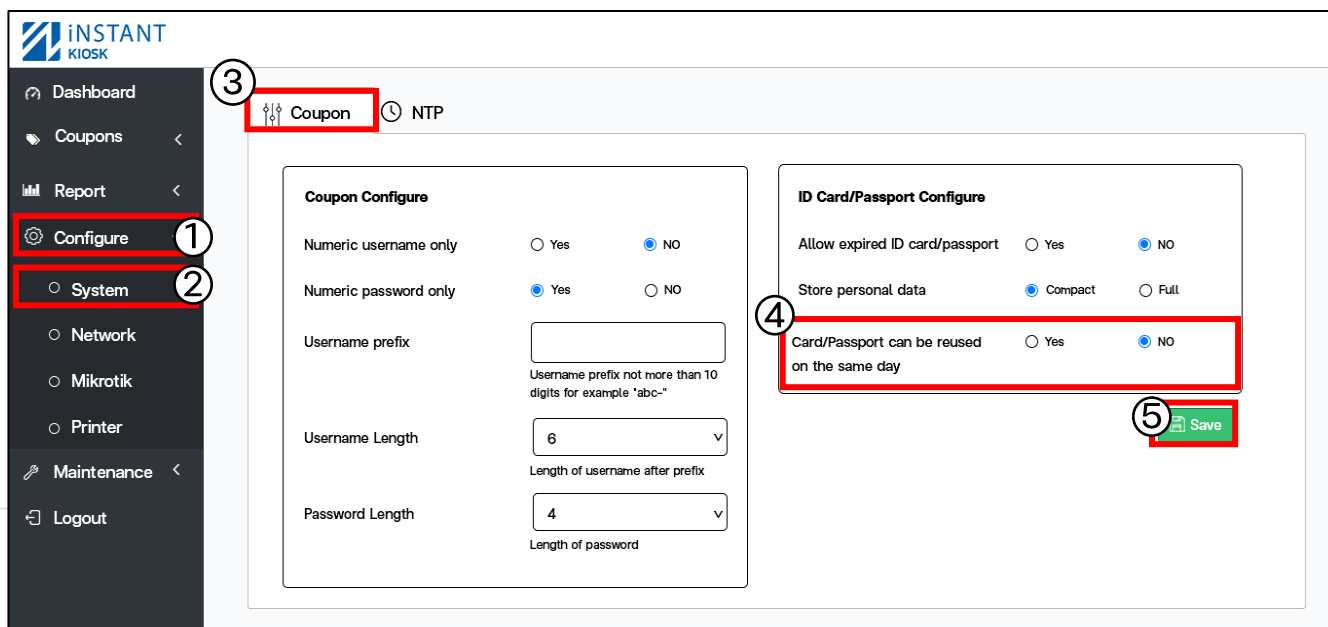 iNSTANT
KIOSK
Dashboard
Coupons
Report
Configure
1
System
2
Network
Mikrotik
Printer
Maintenance
Logout
3
Coupon
NTP
Coupon Configure
Numeric username only
Yes
NO
Numeric password only
Yes
NO
Username prefix
Username prefix not more than 10
digits for example "abc-"
Username Length
6
Length of username after prefix
Password Length
4
Length of password
ID Card/Passport Configure
Allow expired ID card/passport
Yes
NO
Store personal data
Compact
Full
4
Card/Passport can be reused
on the same day
Yes
NO
5
Save